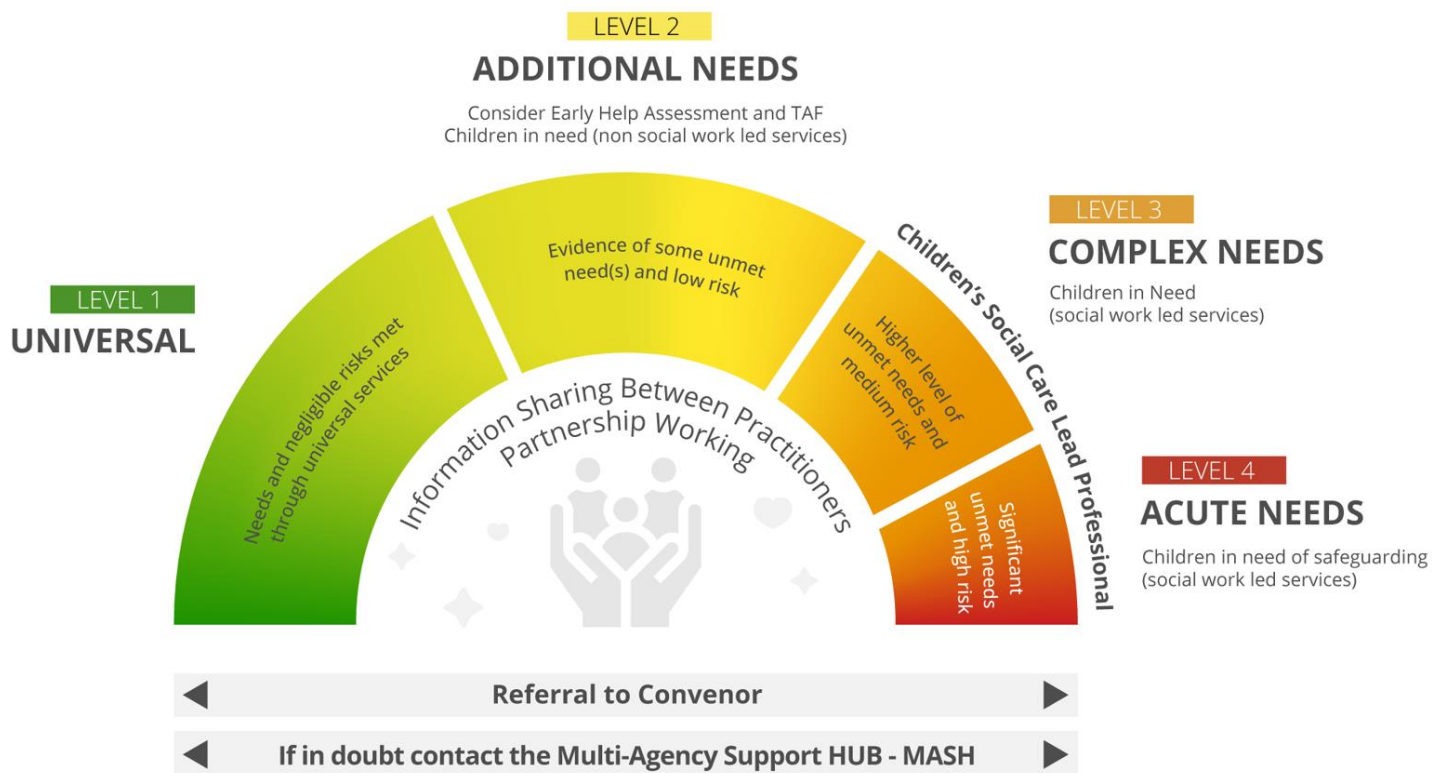 LEVEL 2
ADDITIONAL NEEDS
Consider Early Help Assessment and TAF
Children in need (non social work led services)
LEVEL 1
UNIVERSAL
Needs and negligible risks met
through universal services
Evidence of some unmet
need(s) and low risk
Higher level of
unmet needs and
medium risk
Significant
unmet needs
and high risk
Children's Social Care Lead Professional
LEVEL 3
COMPLEX NEEDS
Children in Need
(social work led services)
LEVEL 4
ACUTE NEEDS
Children in need of safeguarding
(social work led services)
Information Sharing Between Practitioners
Partnership Working
Referral to Convenor
If in doubt contact the Multi-Agency Support HUB - MASH